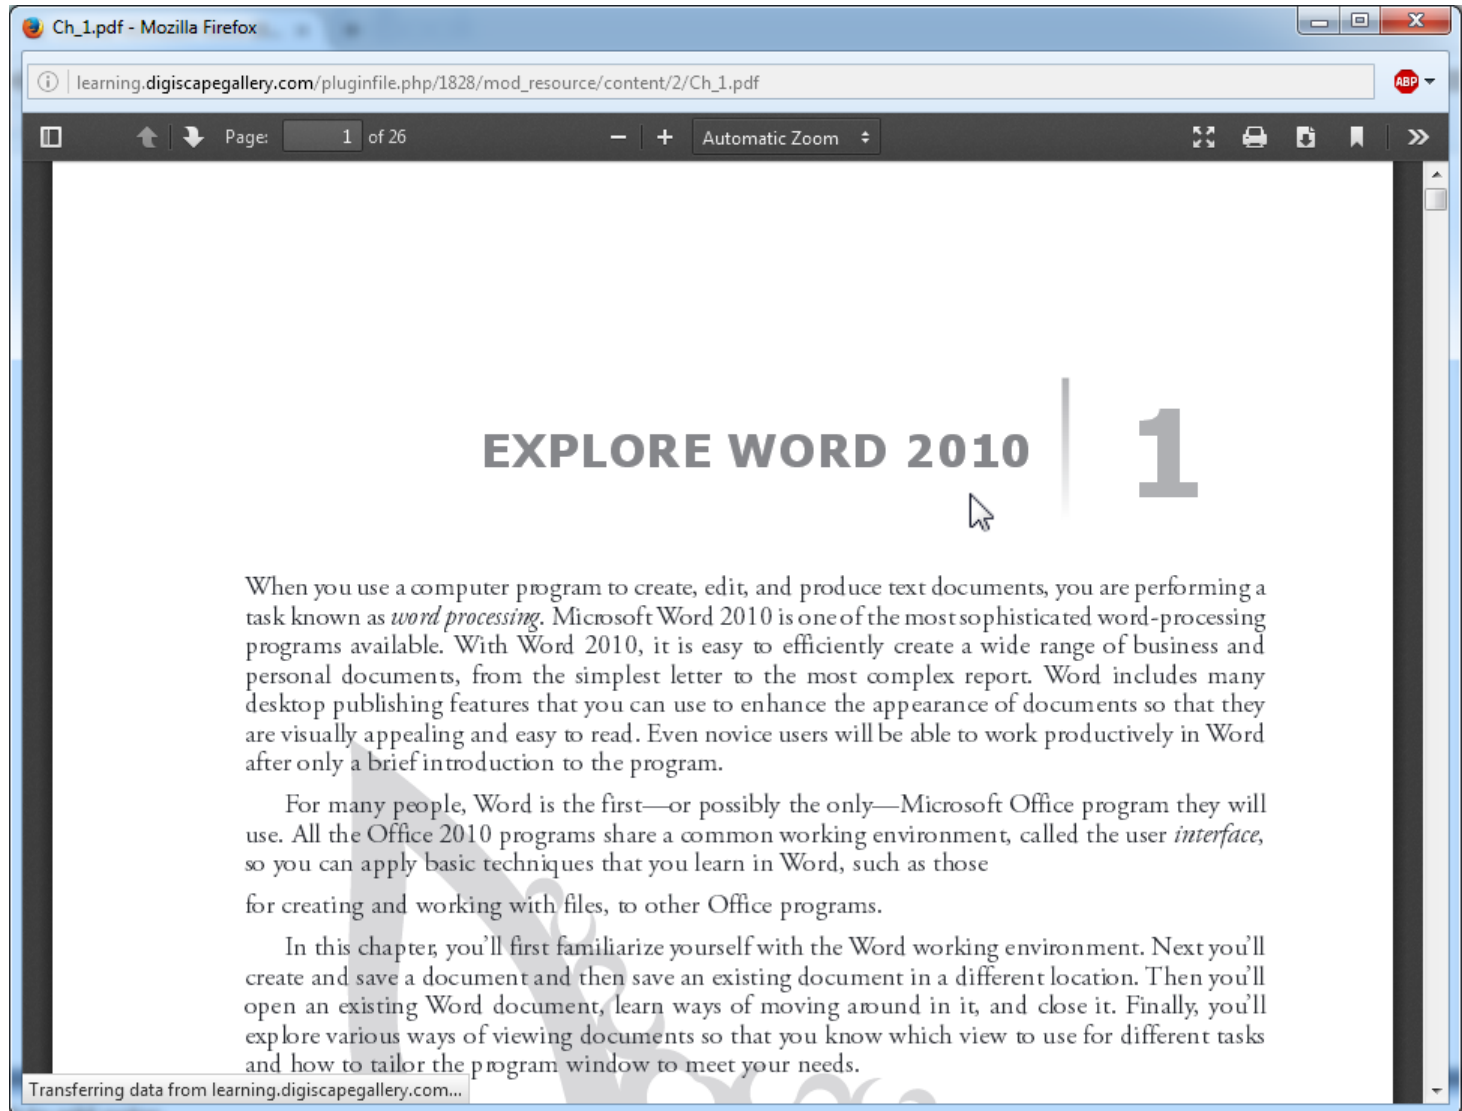 Ch_1.pdf - Mozilla Firefox
learning.digiscapegallery.com/pluginfile.php/1828/mod_resource/content/2/Ch_1.pdf
ABP
Page: 1 of 26
Automatic Zoom
EXPLORE WORD 2010
1
When you use a computer program to create, edit, and produce text documents, you are performing a
task known as word processing. Microsoft Word 2010 is one of the most sophisticated word-processing
programs available. With Word 2010, it is easy to efficiently create a wide range of business and
personal documents, from the simplest letter to the most complex report. Word includes many
desktop publishing features that you can use to enhance the appearance of documents so that they
are visually appealing and easy to read. Even novice users will be able to work productively in Word
after only a brief introduction to the program.
For many people, Word is the first—or possibly the only—Microsoft Office program they will
use. All the Office 2010 programs share a common working environment, called the user interface,
so you can apply basic techniques that you learn in Word, such as those
for creating and working with files, to other Office programs.
In this chapter, you'll first familiarize yourself with the Word working environment. Next you'll
create and save a document and then save an existing document in a different location. Then you'll
open an existing Word document, learn ways of moving around in it, and close it. Finally, you'll
explore various ways of viewing documents so that you know which view to use for different tasks
and how to tailor the program window to meet your needs.
Transferring data from learning.digiscapegallery.com...